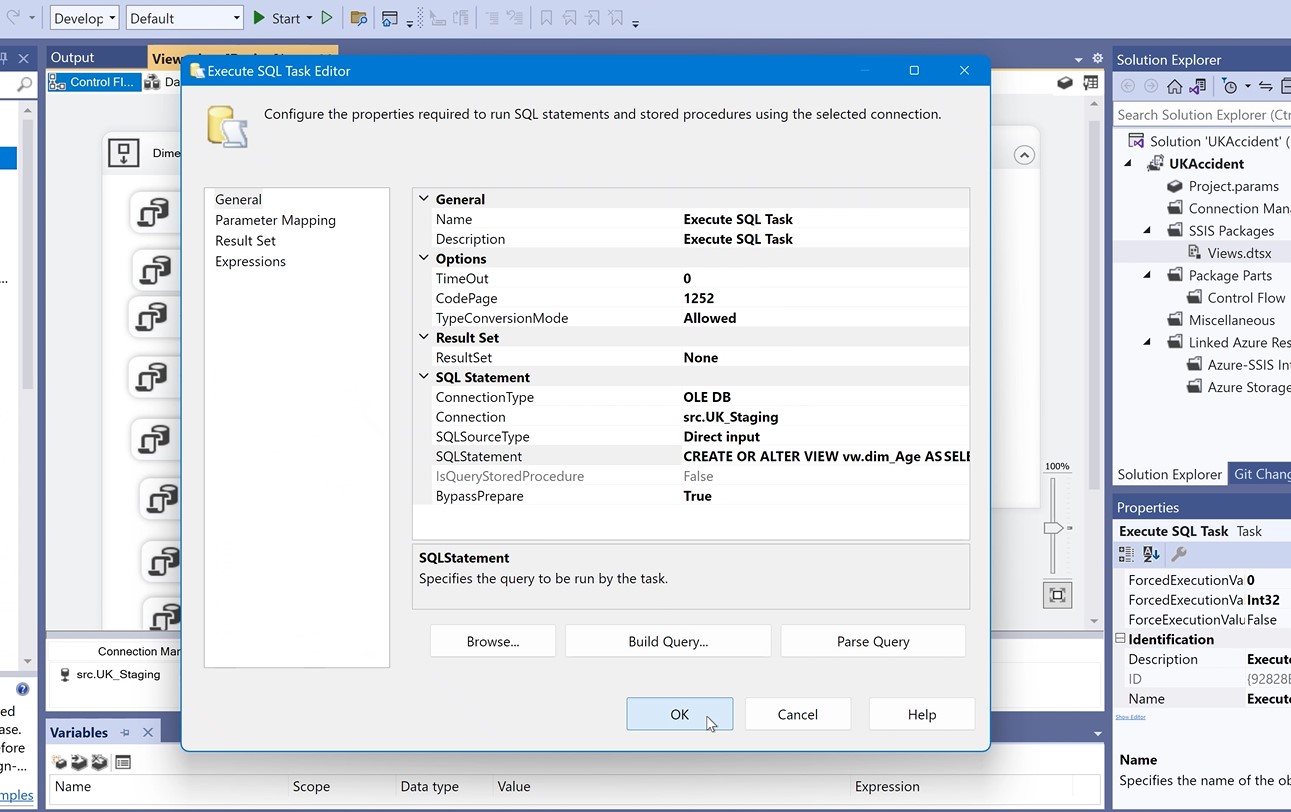 Develop
Default
Start
Output
Execute SQL Task Editor
Control Fl...
Dime
Configure the properties required to run SQL statements and stored procedures using the selected connection.
General
Parameter Mapping
Result Set
Expressions
General
Name Execute SQL Task
Description Execute SQL Task
Options
TimeOut 0
CodePage 1252
TypeConversionMode Allowed
Result Set
ResultSet None
SQL Statement
ConnectionType OLE DB
Connection src.UK_Staging
SQLSourceType Direct input
SQLStatement CREATE OR ALTER VIEW vw.dim_Age AS SELE
IsQueryStoredProcedure False
BypassPrepare True
SQLStatement
Specifies the query to be run by the task.
Browse... Build Query... Parse Query
OK Cancel Help
100%
Connection Mar
src.UK_Staging
Variables
Name Scope Data type Value Expression
...
ed
ase.
efore
gn-...
mples
Solution Explorer
Search Solution Explorer (Ctr
Solution 'UKAccident' (
UKAccident
Project.params
Connection Mana
SSIS Packages
Views.dtsx
Package Parts
Control Flow
Miscellaneous
Linked Azure Res
Azure-SSIS Int
Azure Storage
Solution Explorer Git Chang
Properties
Execute SQL Task Task
ForcedExecutionVa 0
ForcedExecutionVa Int32
ForceExecutionValu False
Identification
Description Execute
ID {92828E
Name Execute
Show Editor
Name
Specifies the name of the ob